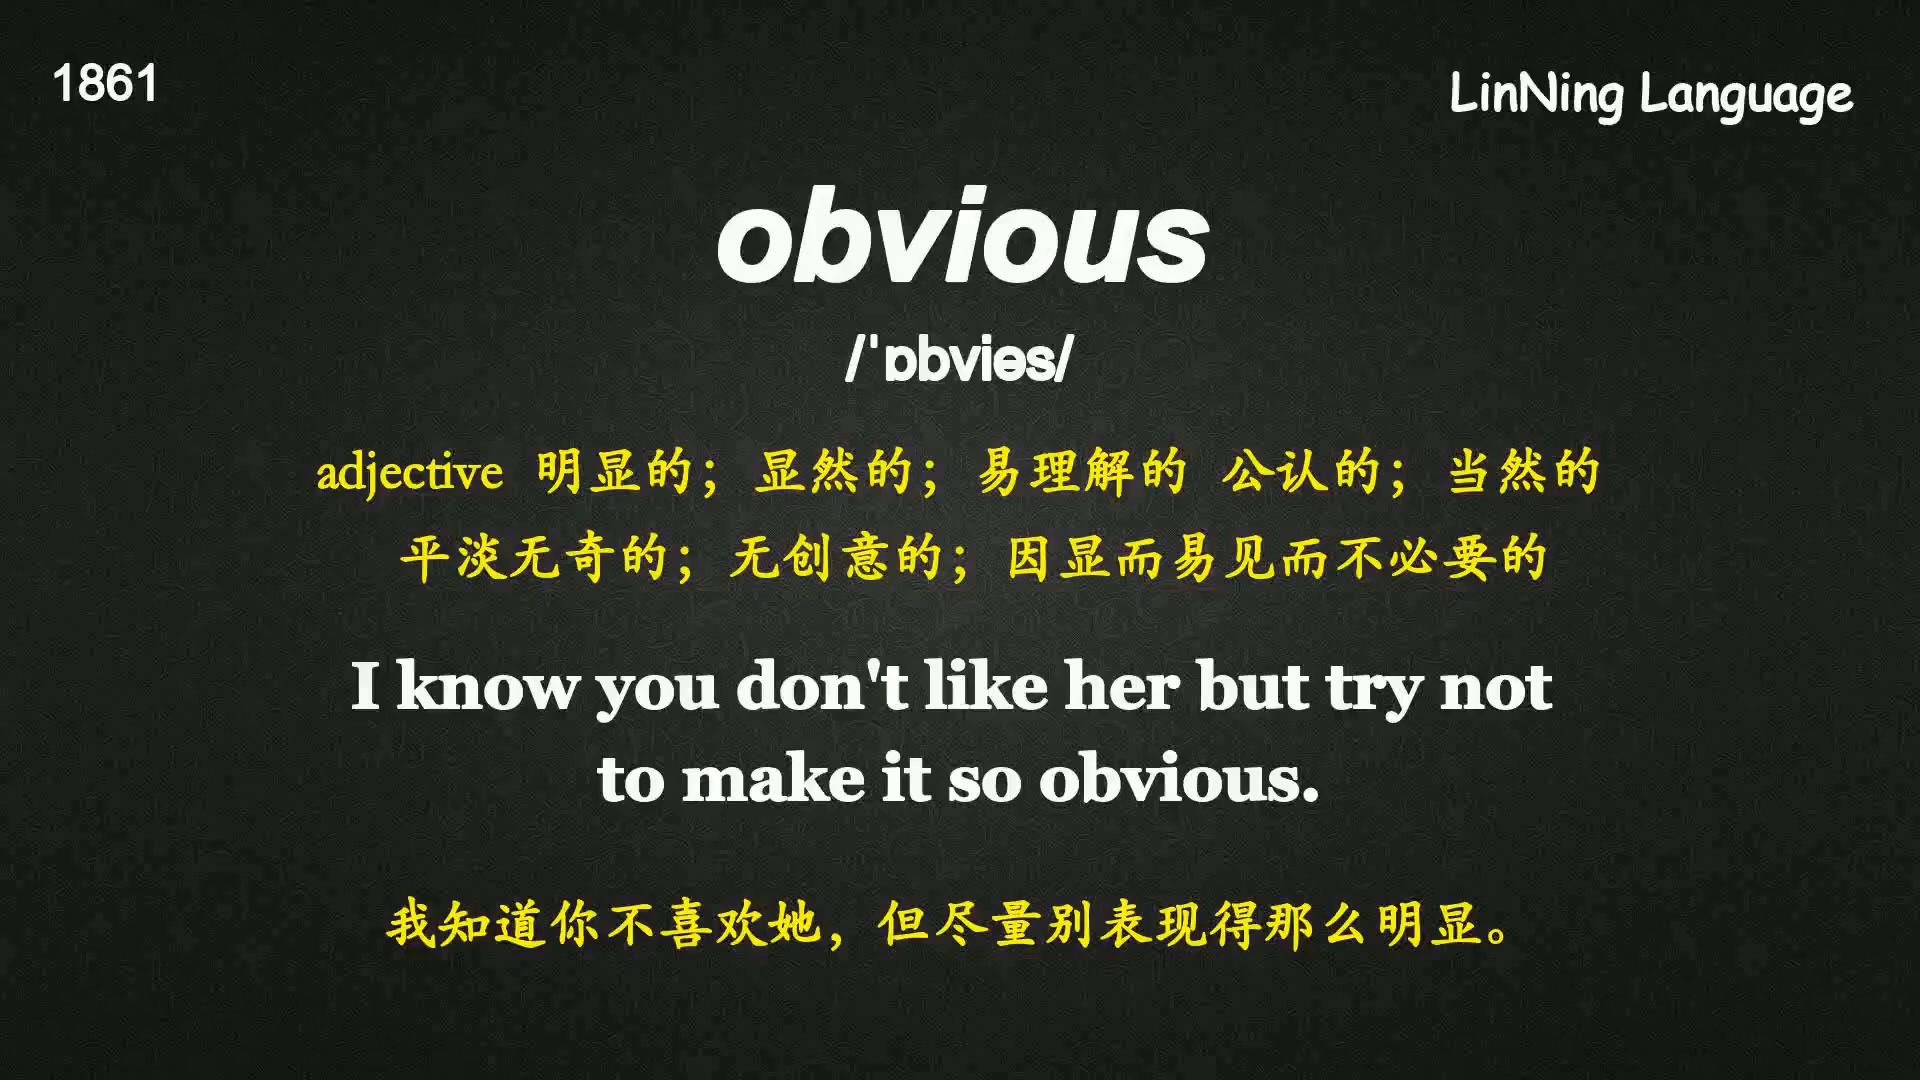 1861
LinNing Language
obvious
/ˈɒbviəs/
adjective 明显的；显然的；易理解的 公认的；当然的
平淡无奇的；无创意的；因显而易见而不必要的
I know you don't like her but try not
to make it so obvious.
我知道你不喜欢她，但尽量别表现得那么明显。